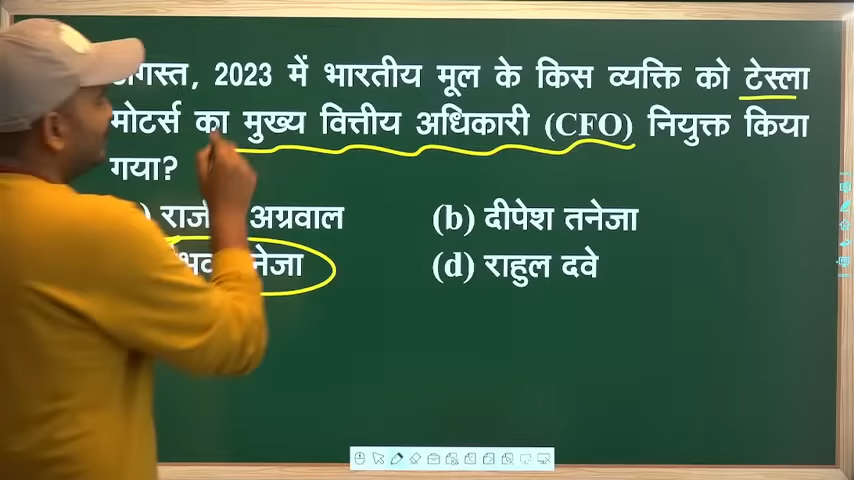 अगस्त, 2023 में भारतीय मूल के किस व्यक्ति को टेस्ला
मोटर्स का मुख्य वित्तीय अधिकारी (CFO) नियुक्त किया
गया?
अग्रवाल (b) दीपेश तनेजा
(d) राहुल दवे